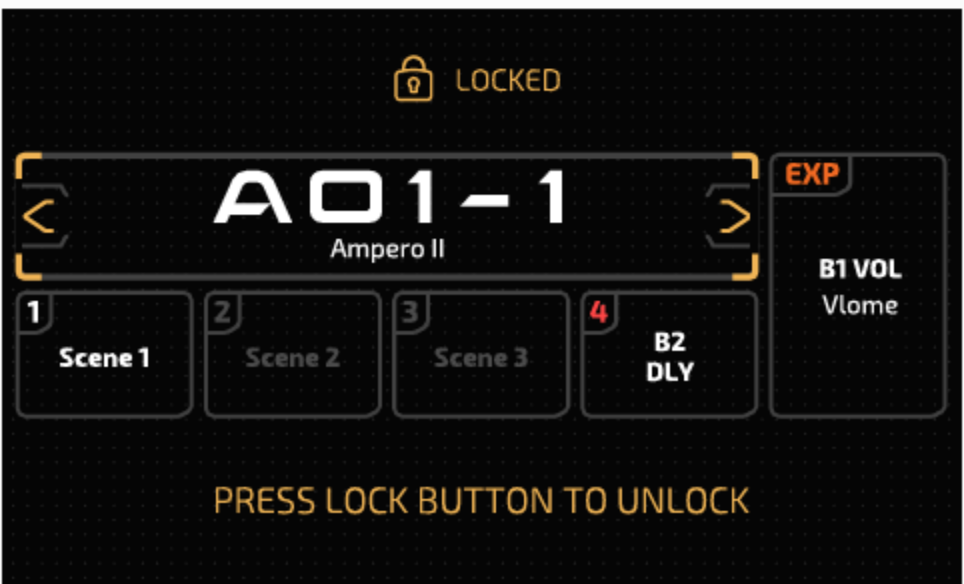 LOCKED
A01-1
Ampero II
EXP
B1 VOL
Vlome
1
Scene 1
2
Scene 2
3
Scene 3
4
B2
DLY
PRESS LOCK BUTTON TO UNLOCK